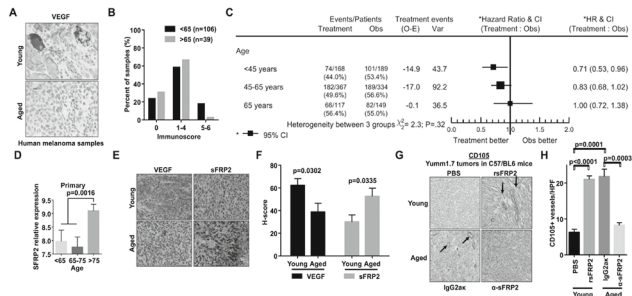 A
VEGF
Young
Aged
Human melanoma samples
B
<65 (n=106)
>65 (n=39)
Percent of samples (%)
80
60
40
20
0
0 1-4 5-6
Immunoscore
C
Events/Patients Treatment events *Hazard Ratio & CI *HR & CI
Treatment Obs (O-E) Var (Treatment : Obs) (Treatment : Obs)
Age
<45 years 74/168 101/189 -14.9 43.7 0.71 (0.53, 0.96)
(44.0%) (53.4%)
45-65 years 182/367 189/334 -17.0 92.2 0.83 (0.68, 1.02)
(49.6%) (56.6%)
65 years 66/117 82/149 -0.1 36.5 1.00 (0.72, 1.38)
(56.4%) (55.0%)
Heterogeneity between 3 groups χ²₂= 2.3; P=.32
* 95% CI
0.0 0.5 1.0 1.5 2.0
Treatment better Obs better
D
Primary
p=0.0016
SFRP2 relative expression
9.5
9.0
8.5
8.0
7.5
<65 65-75 >75
Age
E
VEGF sFRP2
Young
Aged
F
p=0.0302
p=0.0335
H-score
80
60
40
20
0
Young Aged Young Aged
VEGF sFRP2
G
CD105
Yumm1.7 tumors in C57/BL6 mice
PBS rsFRP2
Young
Aged
IgG2ax α-sFRP2
H
p=0.0001
p<0.0001 p=0.0003
CD105+ vessels/HPF
20
10
0
PBS
rsFRP2
IgG2ax
α-sFRP2
Young Aged